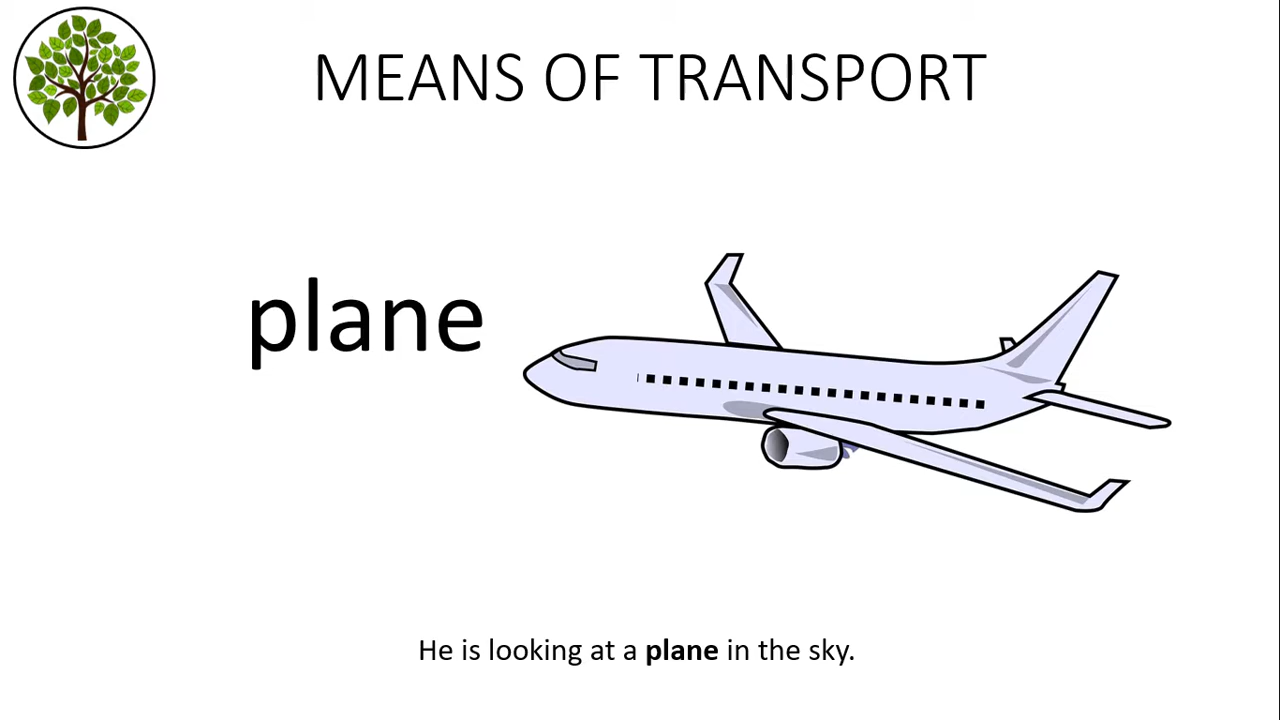 MEANS OF TRANSPORT
plane
He is looking at a plane in the sky.